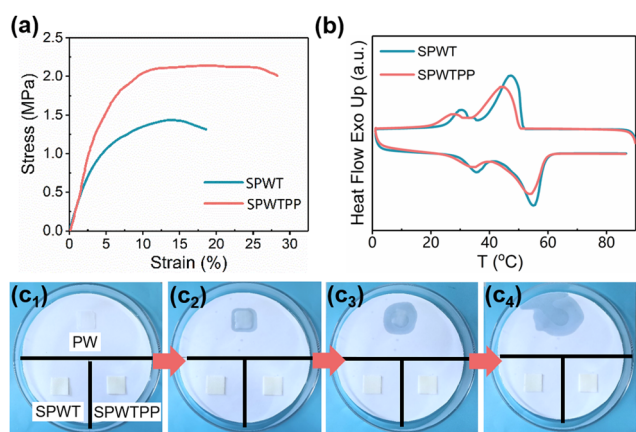 (a)
Stress (MPa)
2.5
2.0
1.5
1.0
0.5
0.0
SPWT
SPWTPP
0 5 10 15 20 25 30
Strain (%)
(b)
Heat Flow Exo Up (a.u.)
SPWT
SPWTPP
0 20 40 60 80
T (ºC)
(c1)
PW
SPWT
SPWTPP
(c2)
(c3)
(c4)